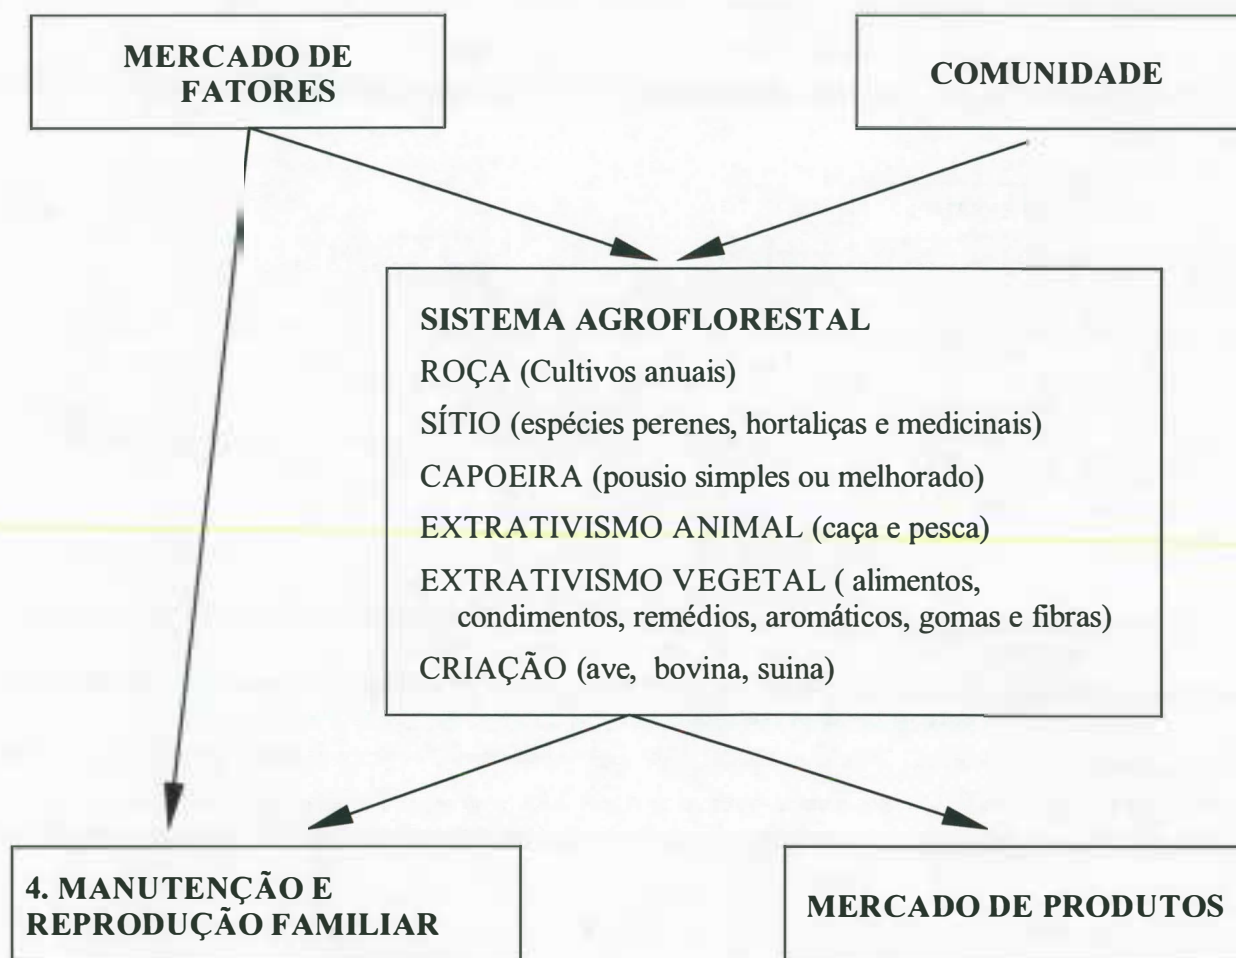 MERCADO DE
FATORES
COMUNIDADE
SISTEMA AGROFLORESTAL
ROÇA (Cultivos anuais)
SÍTIO (espécies perenes, hortaliças e medicinais)
CAPOEIRA (pousio simples ou melhorado)
EXTRATIVISMO ANIMAL (caça e pesca)
EXTRATIVISMO VEGETAL ( alimentos,
condimentos, remédios, aromáticos, gomas e fibras)
CRIAÇÃO (ave, bovina, suina)
4. MANUTENÇÃO E
REPRODUÇÃO FAMILIAR
MERCADO DE PRODUTOS